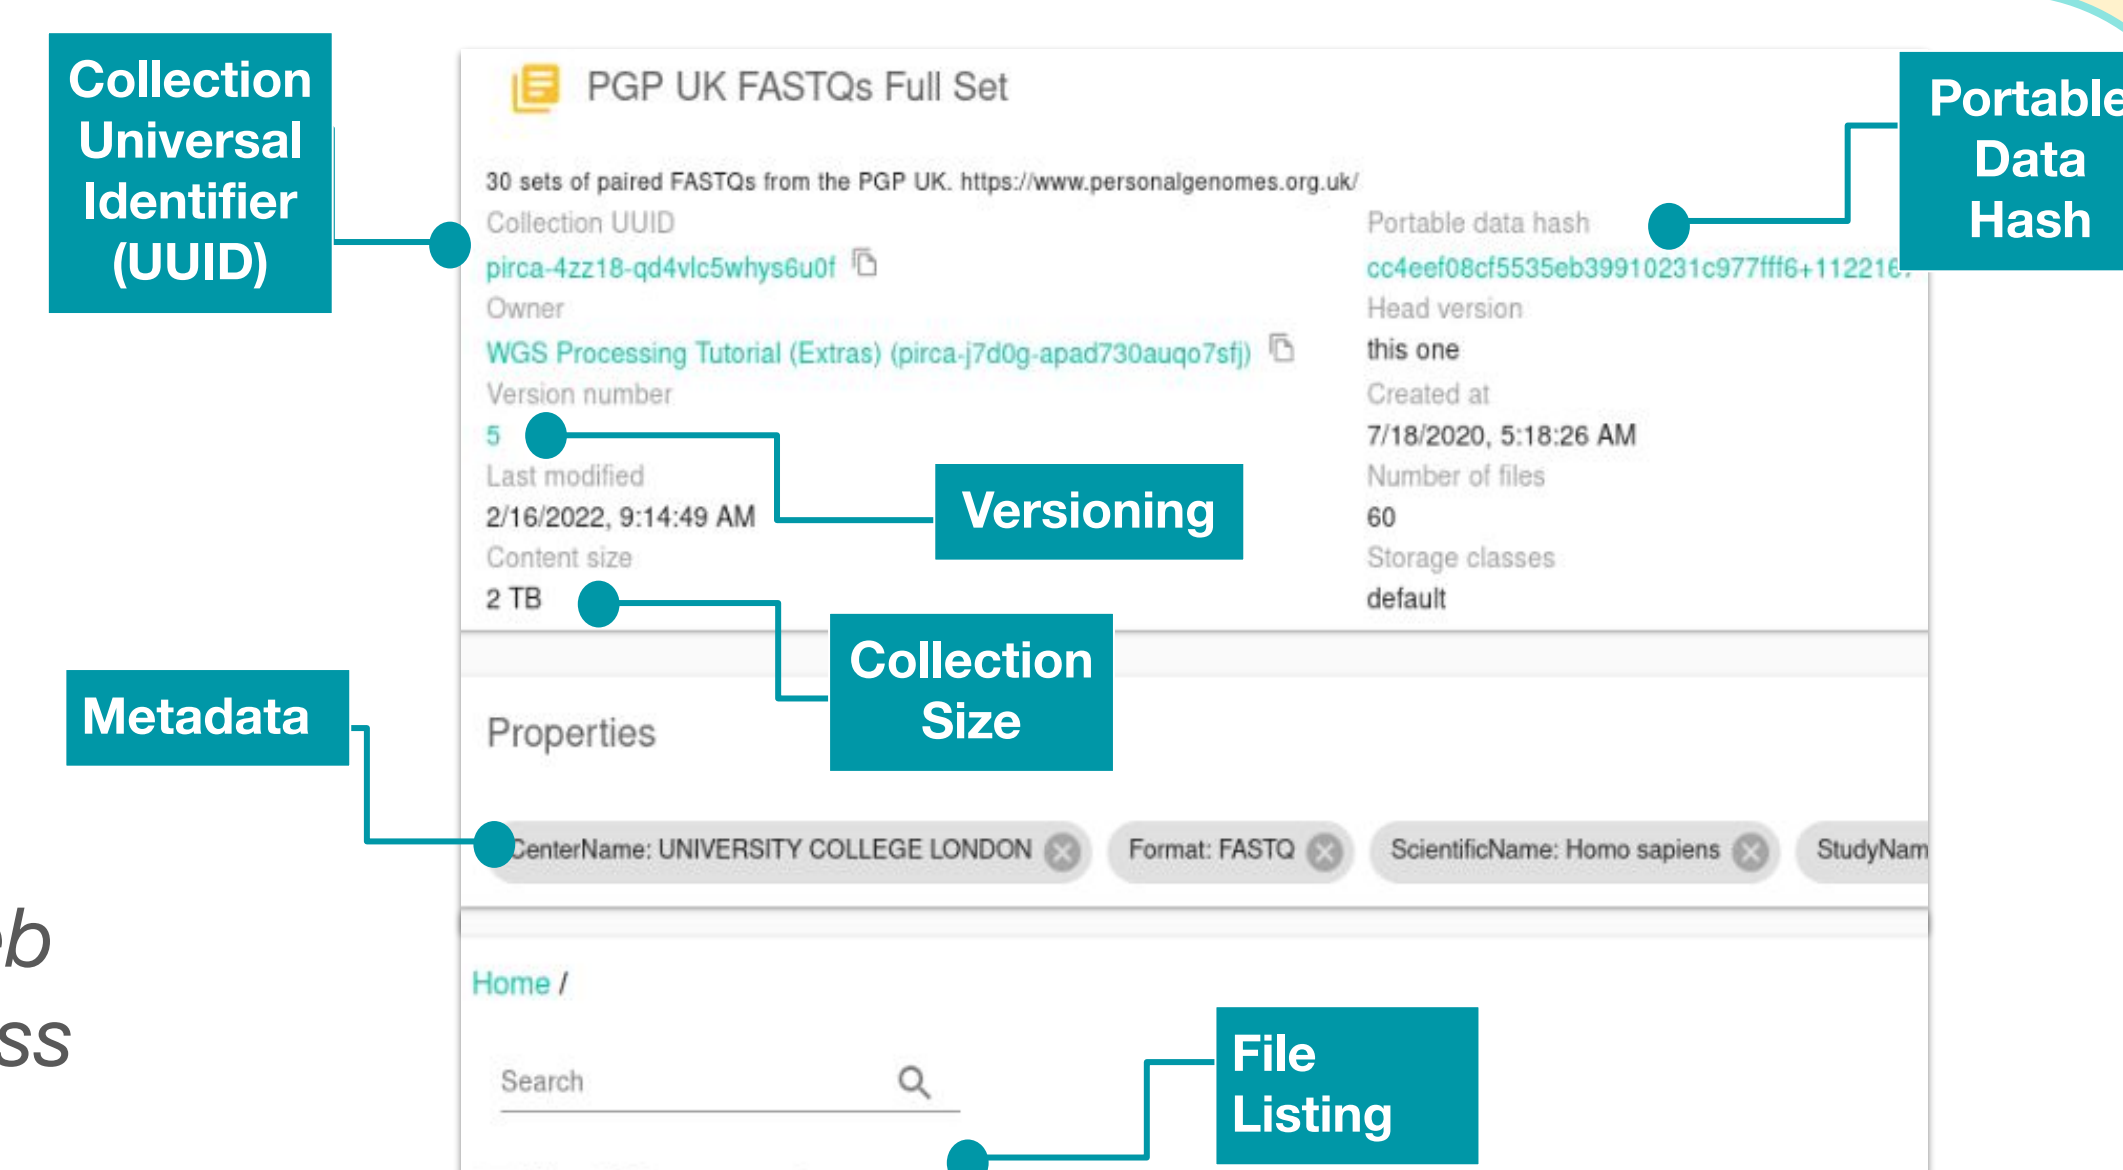 Collection
Universal
Identifier
(UUID)
PGP UK FASTQs Full Set
Portable
Data
Hash
30 sets of paired FASTQs from the PGP UK. https://www.personalgenomes.org.uk/
Collection UUID
pirca-4zz18-qd4vlc5whys6u0f
Portable data hash
cc4eef08cf5535eb39910231c977fff6+112216
Owner
WGS Processing Tutorial (Extras) (pirca-j7d0g-apad730auqo7sfj)
Head version
this one
Version number
5
Created at
7/18/2020, 5:18:26 AM
Last modified
2/16/2022, 9:14:49 AM
Versioning
Number of files
60
Content size
2 TB
Storage classes
default
Collection
Size
Metadata
Properties
CenterName: UNIVERSITY COLLEGE LONDON
Format: FASTQ
ScientificName: Homo sapiens
StudyNam
eb
ss
Home /
Search
File
Listing